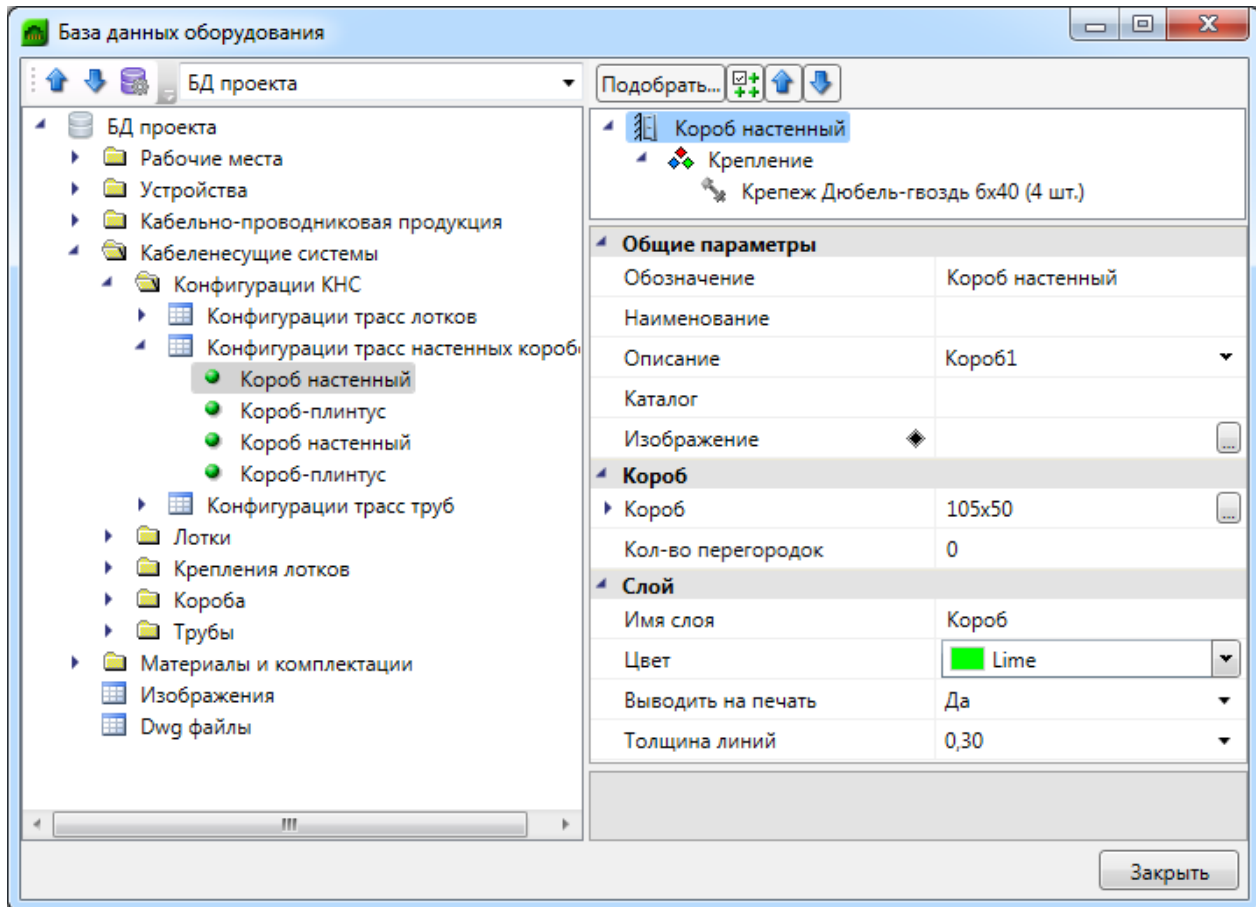 База данных оборудования
БД проекта
БД проекта
Рабочие места
Устройства
Кабельно-проводниковая продукция
Кабеленесущие системы
Конфигурации КНС
Конфигурации трасс лотков
Конфигурации трасс настенных коробо
Короб настенный
Короб-плинтус
Короб настенный
Короб-плинтус
Конфигурации трасс труб
Лотки
Крепления лотков
Короба
Трубы
Материалы и комплектации
Изображения
Dwg файлы
Подобрать...
Короб настенный
Крепление
Крепеж Дюбель-гвоздь 6x40 (4 шт.)
Общие параметры
Обозначение Короб настенный
Наименование
Описание Короб1
Каталог
Изображение ...
Короб
Короб 105x50 ...
Кол-во перегородок 0
Слой
Имя слоя Короб
Цвет Lime
Выводить на печать Да
Толщина линий 0,30
Закрыть